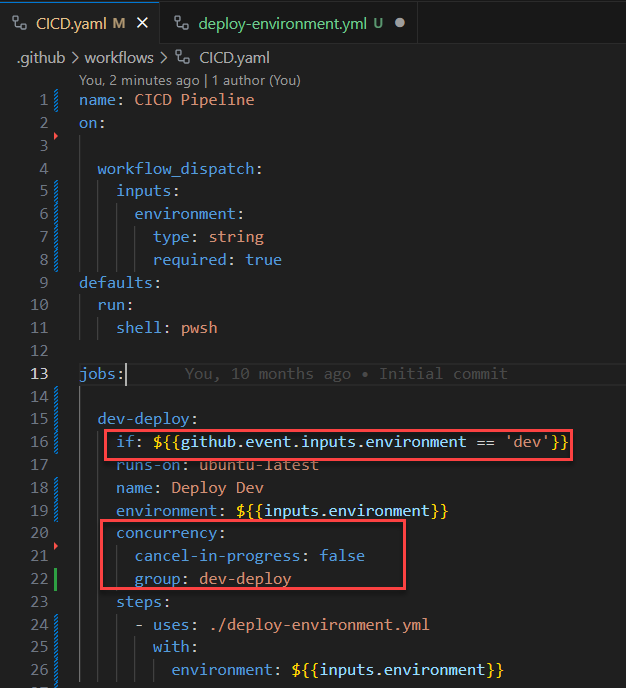 CICD.yaml M deploy-environment.yml U
.github > workflows > CICD.yaml
You, 2 minutes ago | 1 author (You)
1 name: CICD Pipeline
2 on:
3
4 workflow_dispatch:
5 inputs:
6 environment:
7 type: string
8 required: true
9 defaults:
10 run:
11 shell: pwsh
12
13 jobs: You, 10 months ago • Initial commit
14
15 dev-deploy:
16 if: ${{github.event.inputs.environment == 'dev'}}
17 runs-on: ubuntu-latest
18 name: Deploy Dev
19 environment: ${{inputs.environment}}
20 concurrency:
21 cancel-in-progress: false
22 group: dev-deploy
23 steps:
24 - uses: ./deploy-environment.yml
25 with:
26 environment: ${{inputs.environment}}